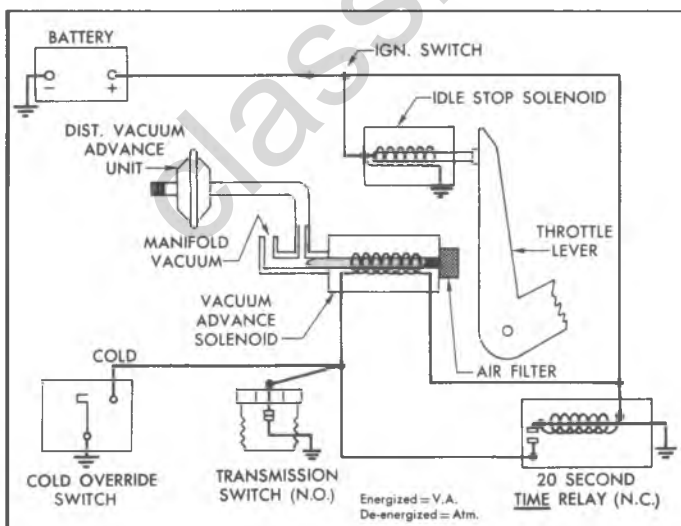 classic
BATTERY
− +
IGN. SWITCH
IDLE STOP SOLENOID
DIST. VACUUM
ADVANCE
UNIT
MANIFOLD
VACUUM
THROTTLE
LEVER
VACUUM
ADVANCE
SOLENOID
AIR FILTER
COLD
COLD OVERRIDE
SWITCH
TRANSMISSION
SWITCH (N.O.)
Energized = V.A.
De-energized = Atm.
20 SECOND
TIME RELAY (N.C.)